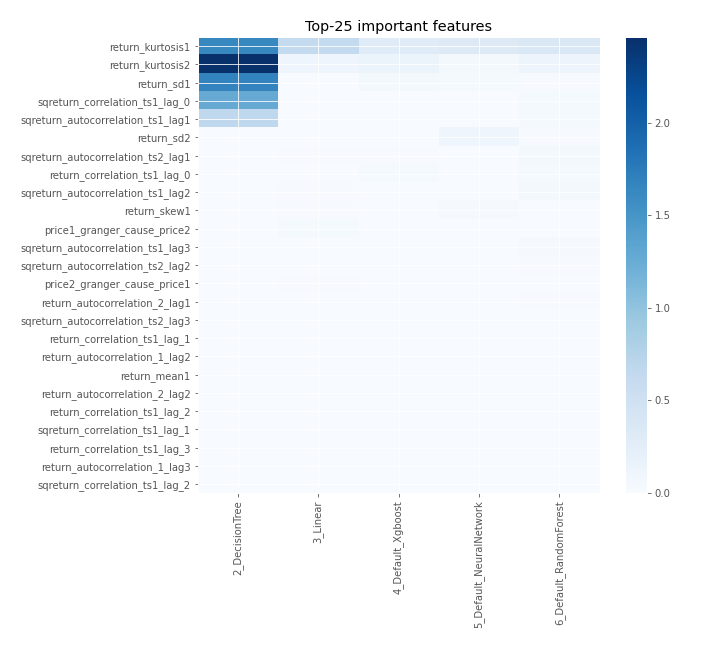 Top-25 important features
return_kurtosis1
return_kurtosis2
return_sd1
sqreturn_correlation_ts1_lag_0
sqreturn_autocorrelation_ts1_lag1
return_sd2
sqreturn_autocorrelation_ts2_lag1
return_correlation_ts1_lag_0
sqreturn_autocorrelation_ts1_lag2
return_skew1
price1_granger_cause_price2
sqreturn_autocorrelation_ts1_lag3
sqreturn_autocorrelation_ts2_lag2
price2_granger_cause_price1
return_autocorrelation_2_lag1
sqreturn_autocorrelation_ts2_lag3
return_correlation_ts1_lag_1
return_autocorrelation_1_lag2
return_mean1
return_autocorrelation_2_lag2
return_correlation_ts1_lag_2
sqreturn_correlation_ts1_lag_1
return_correlation_ts1_lag_3
return_autocorrelation_1_lag3
sqreturn_correlation_ts1_lag_2
2_DecisionTree
3_Linear
4_Default_Xgboost
5_Default_NeuralNetwork
6_Default_RandomForest
2.0
1.5
1.0
0.5
0.0